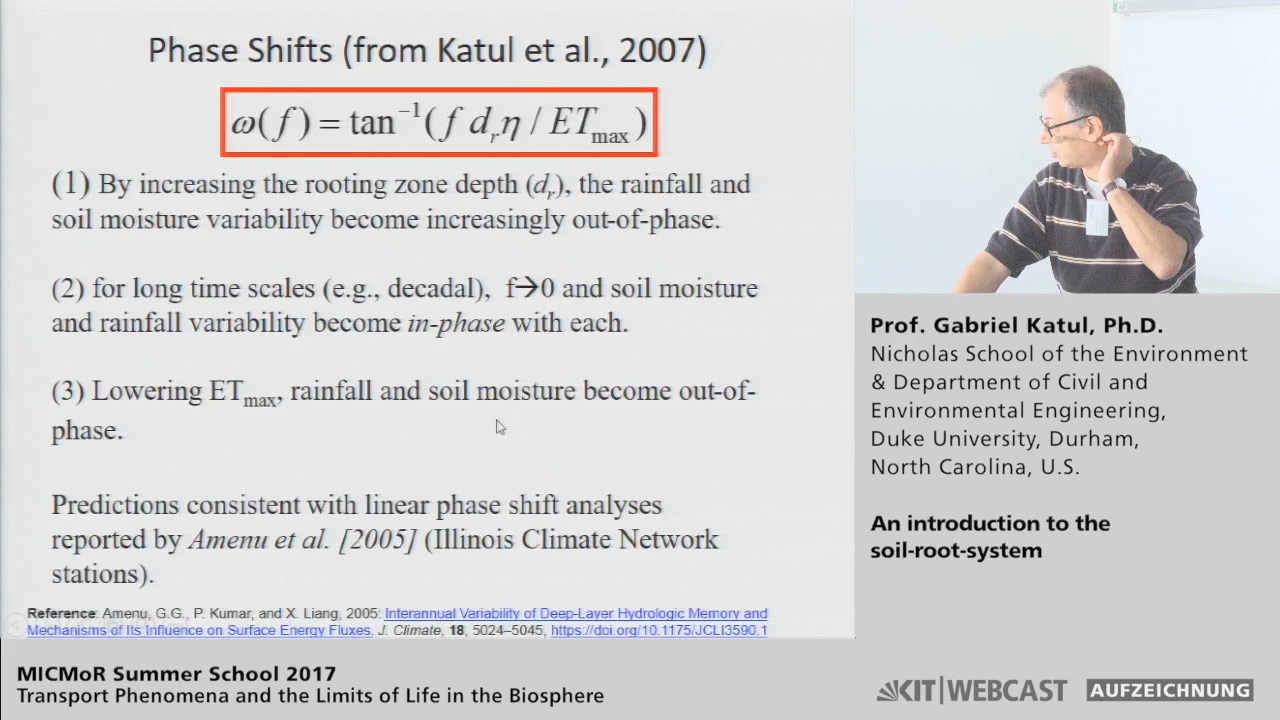 Phase Shifts (from Katul et al., 2007)
ω(f) = tan⁻¹(f dᵣη / ET_max)
(1) By increasing the rooting zone depth (dᵣ), the rainfall and
soil moisture variability become increasingly out-of-phase.
(2) for long time scales (e.g., decadal), f→0 and soil moisture
and rainfall variability become in-phase with each.
(3) Lowering ET_max, rainfall and soil moisture become out-of-
phase.
Predictions consistent with linear phase shift analyses
reported by Amenu et al. [2005] (Illinois Climate Network
stations).
Reference: Amenu, G.G., P. Kumar, and X. Liang, 2005: Interannual Variability of Deep-Layer Hydrologic Memory and
Mechanisms of Its Influence on Surface Energy Fluxes. J. Climate, 18, 5024–5045, https://doi.org/10.1175/JCLI3590.1
Prof. Gabriel Katul, Ph.D.
Nicholas School of the Environment
& Department of Civil and
Environmental Engineering,
Duke University, Durham,
North Carolina, U.S.
An introduction to the
soil-root-system
MICMoR Summer School 2017
Transport Phenomena and the Limits of Life in the Biosphere
KIT|WEBCAST AUFZEICHNUNG